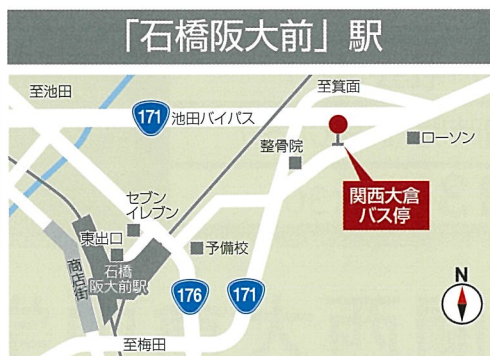 「石橋阪大前」駅
至池田
至箕面
171
池田バイパス
整骨院
ローソン
関西大倉
バス停
セブン
イレブン
東出口
予備校
石橋
阪大前駅
商店街
176
171
N
至梅田